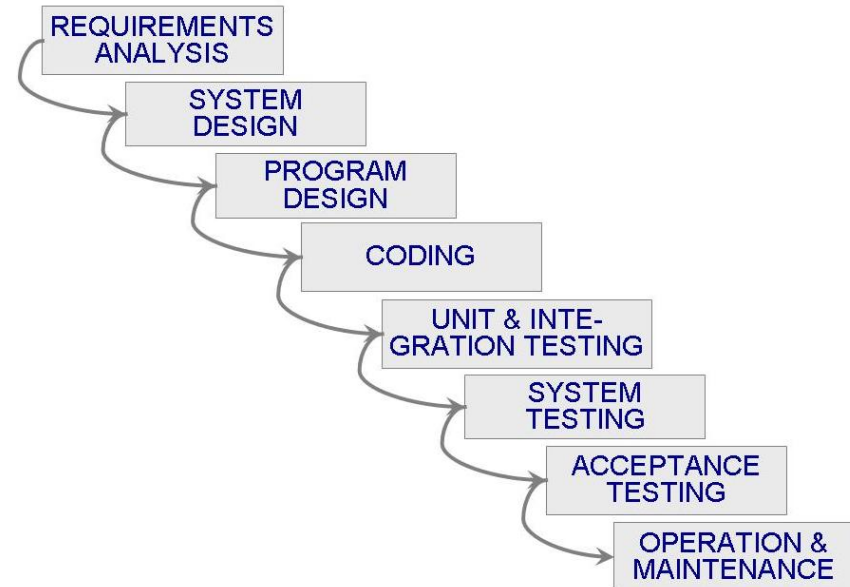 REQUIREMENTS
ANALYSIS
SYSTEM
DESIGN
PROGRAM
DESIGN
CODING
UNIT & INTE-
GRATION TESTING
SYSTEM
TESTING
ACCEPTANCE
TESTING
OPERATION &
MAINTENANCE